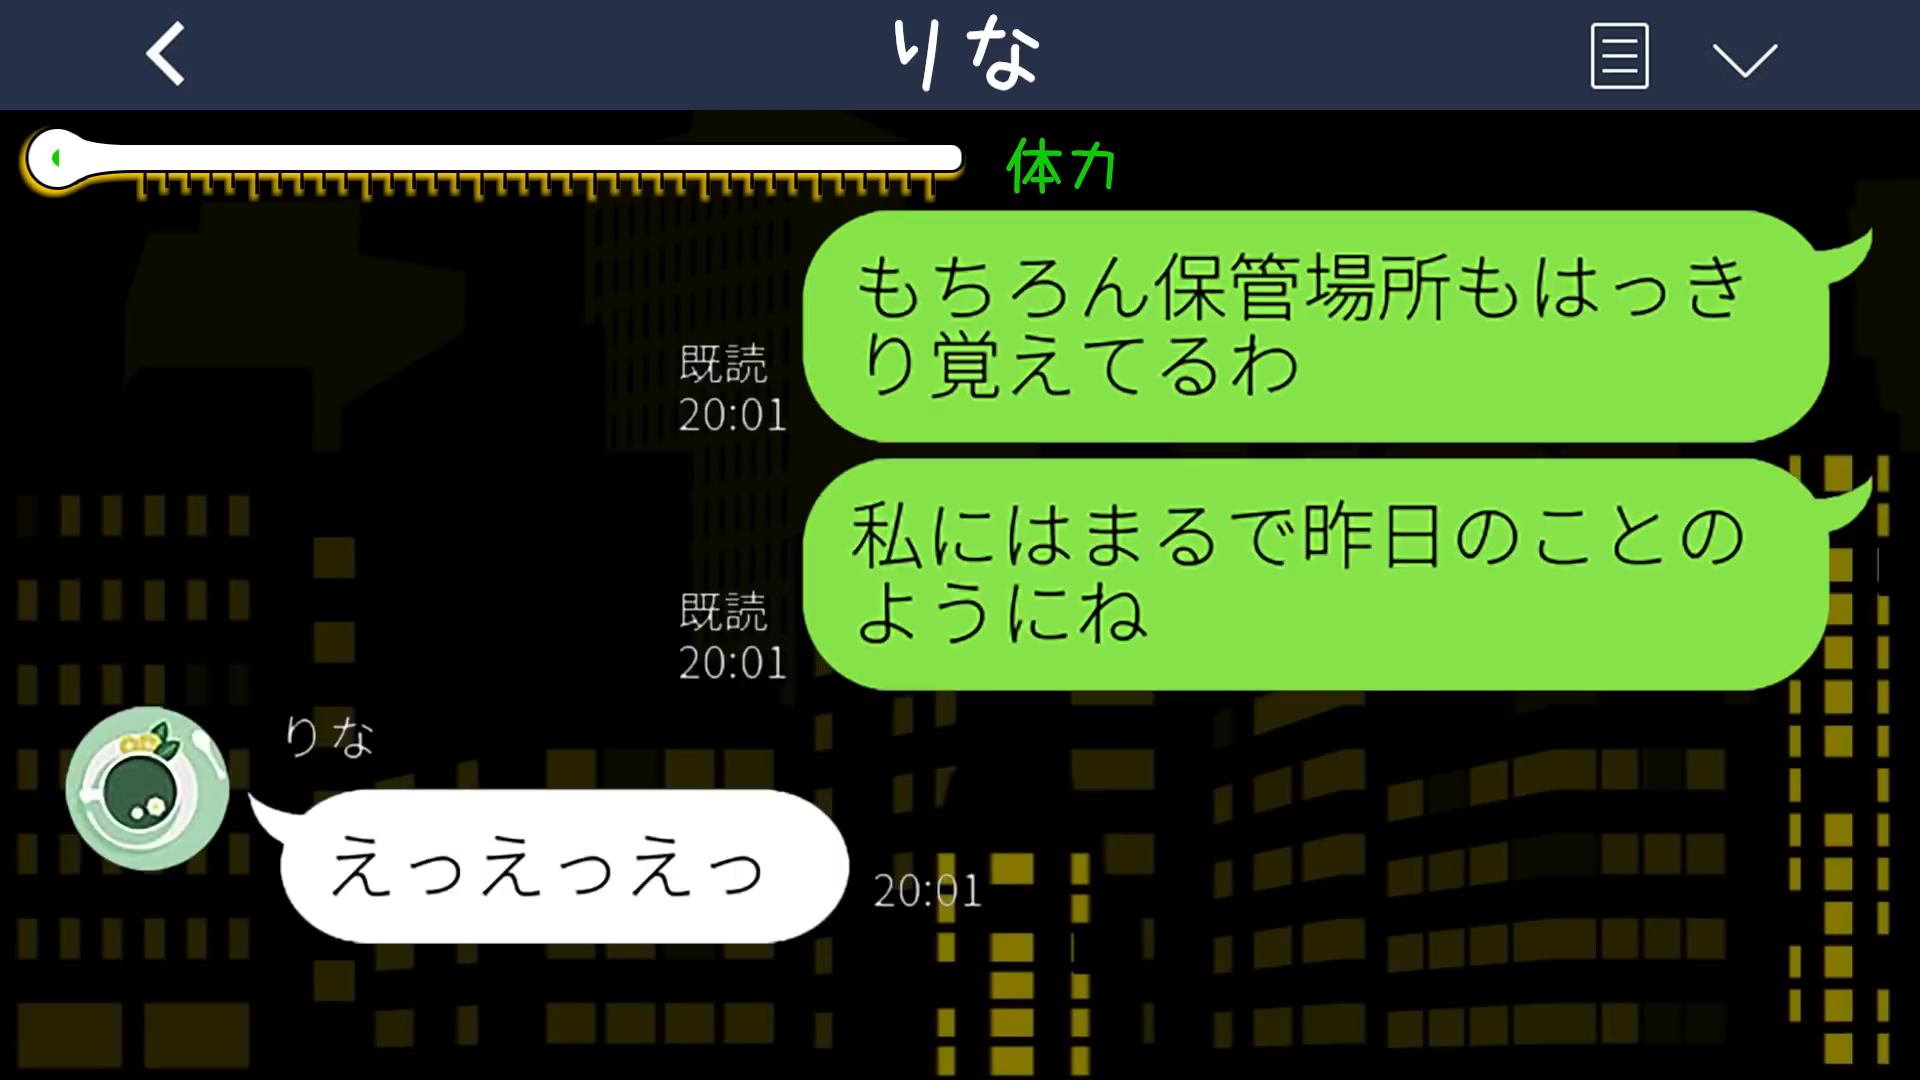 りな
体力
もちろん保管場所もはっき
り覚えてるわ
既読
20:01
私にはまるで昨日のことの
ようにね
既読
20:01
りな
えっえっえっ
20:01